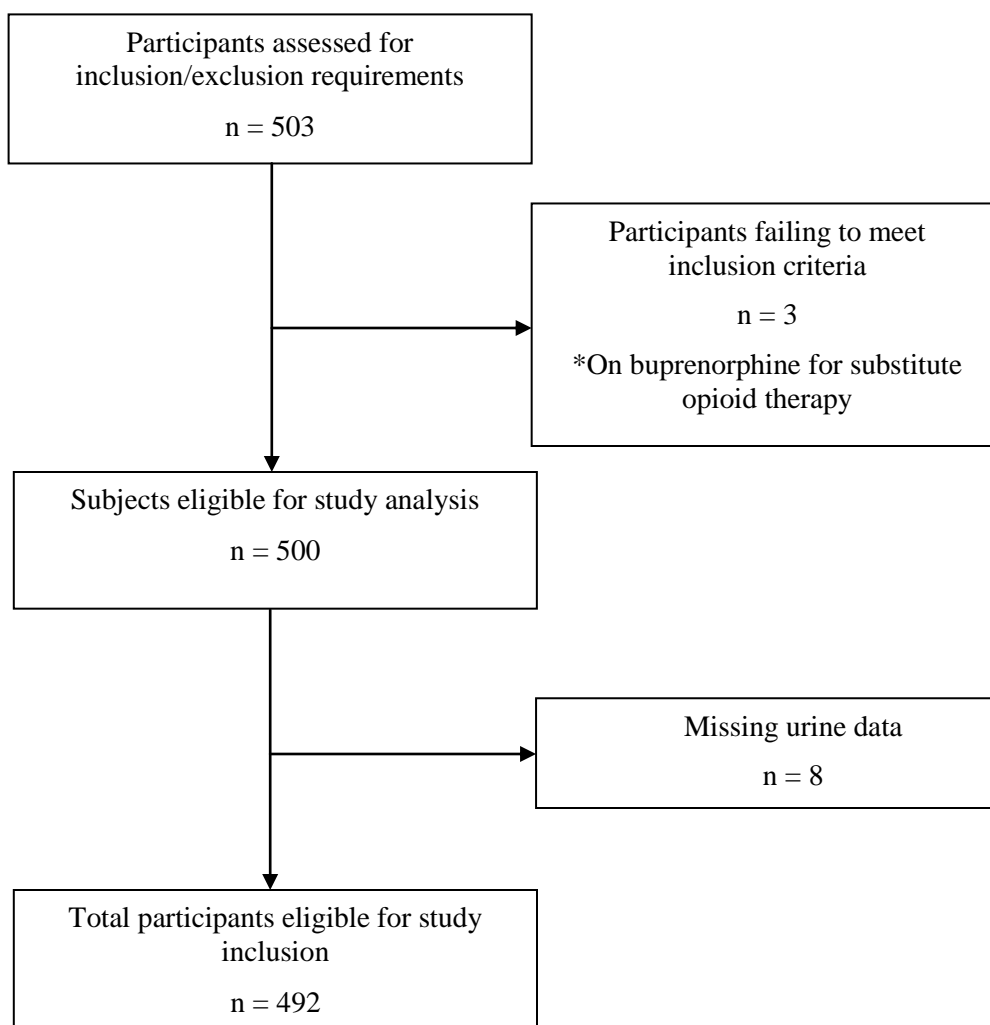 Participants assessed for
inclusion/exclusion requirements
n = 503
Participants failing to meet
inclusion criteria
n = 3
*On buprenorphine for substitute
opioid therapy
Subjects eligible for study analysis
n = 500
Missing urine data
n = 8
Total participants eligible for study
inclusion
n = 492